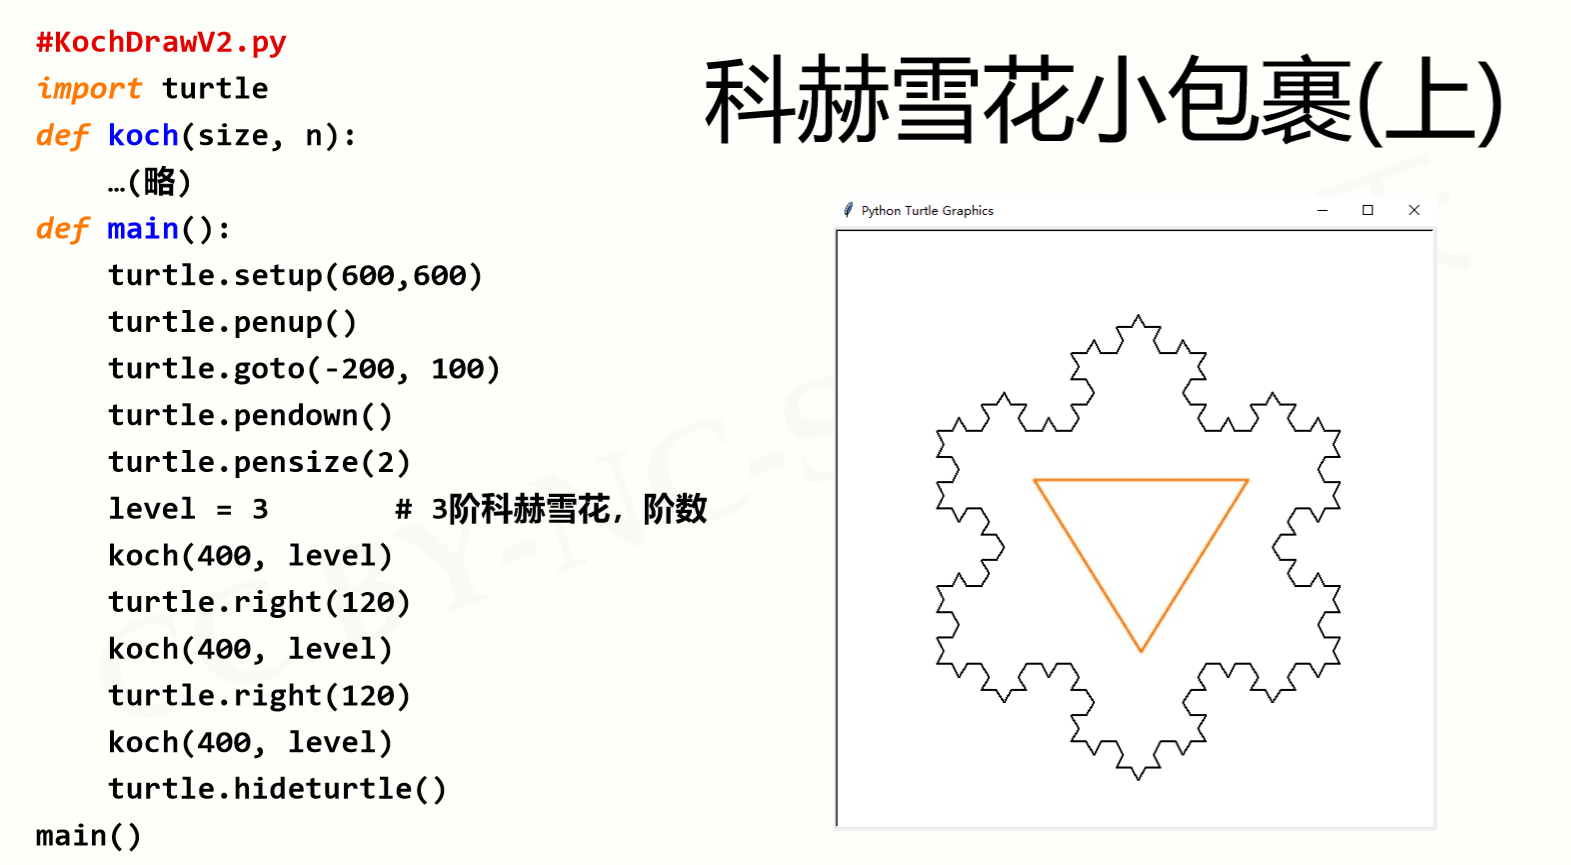 #KochDrawV2.py
import turtle
def koch(size, n):
    …(略)
def main():
    turtle.setup(600,600)
    turtle.penup()
    turtle.goto(-200, 100)
    turtle.pendown()
    turtle.pensize(2)
    level = 3       # 3阶科赫雪花，阶数
    koch(400, level)
    turtle.right(120)
    koch(400, level)
    turtle.right(120)
    koch(400, level)
    turtle.hideturtle()
main()
科赫雪花小包裹(上)
Python Turtle Graphics
CC BY-NC-S